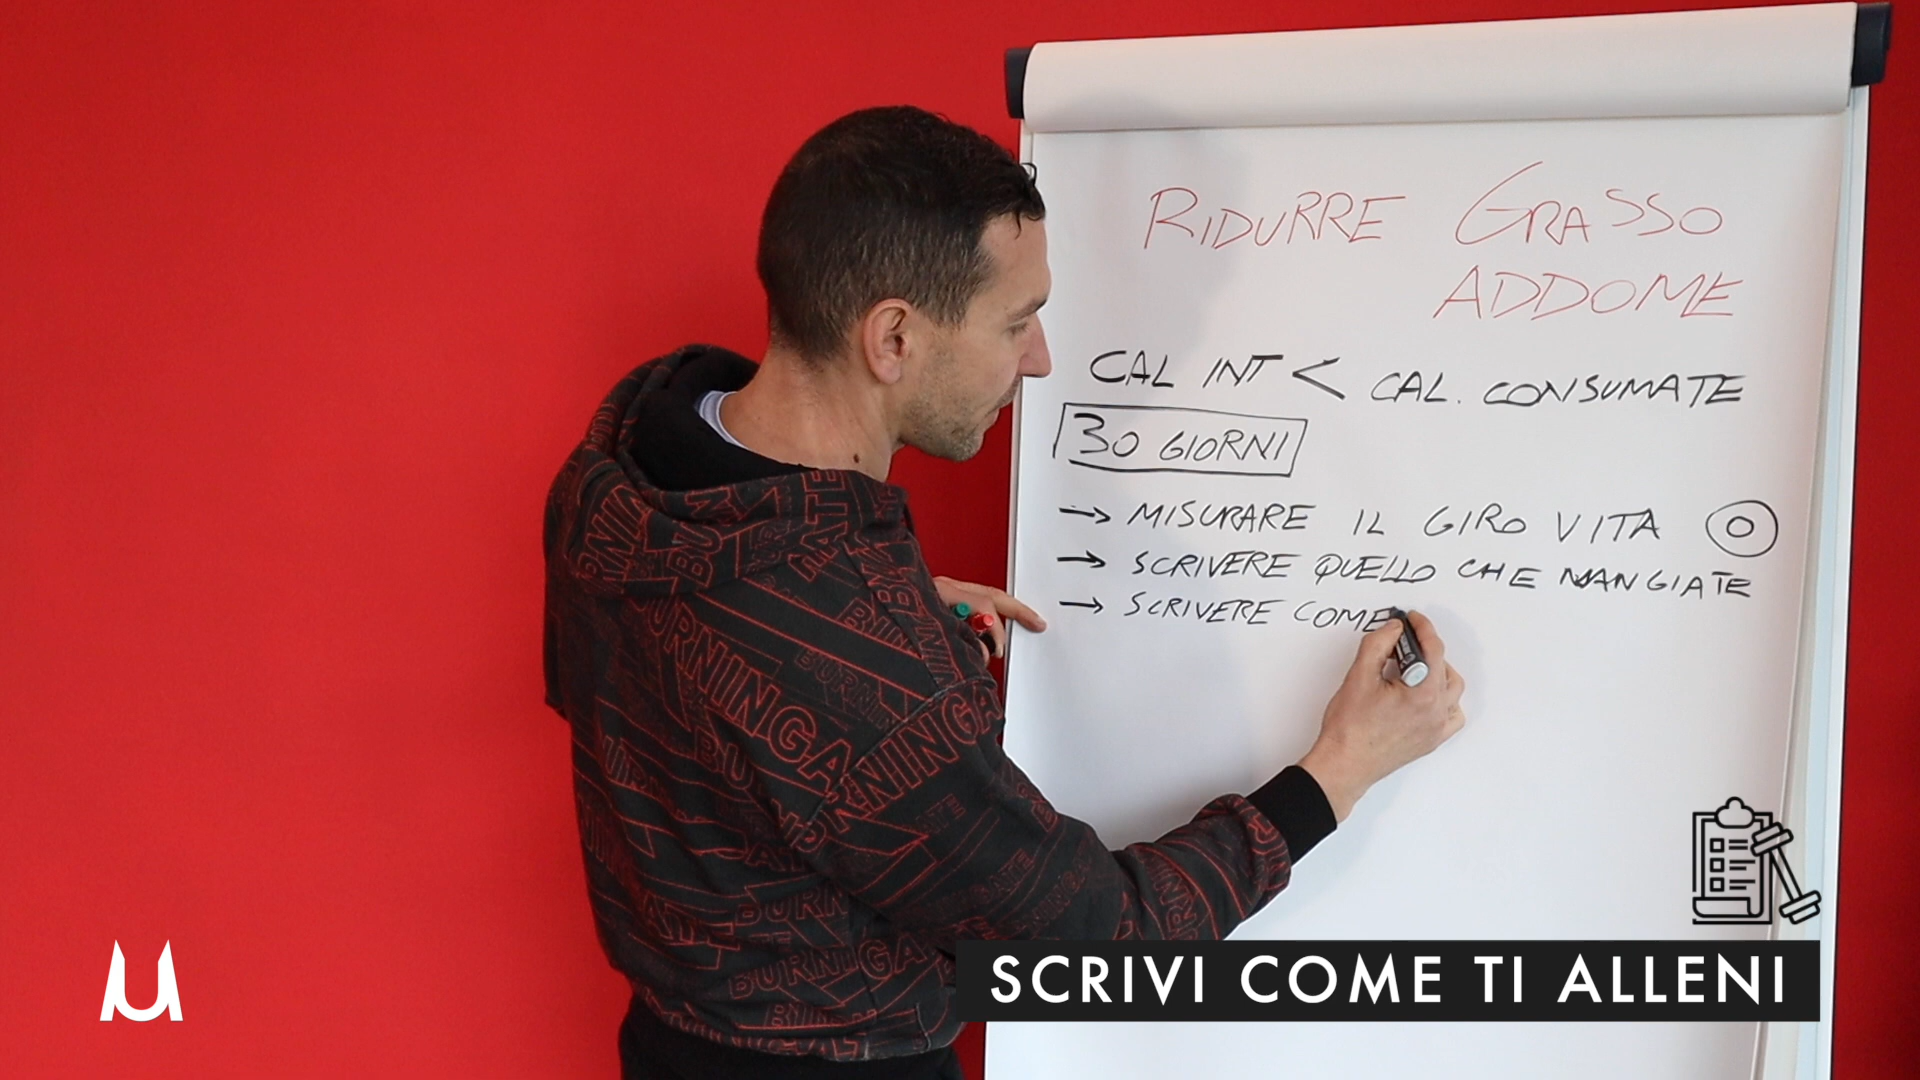 RIDURRE GRASSO
ADDOME
CAL INT < CAL. CONSUMATE
30 GIORNI
→ MISURARE IL GIRO VITA
→ SCRIVERE QUELLO CHE MANGIATE
→ SCRIVERE COME
BURNINGATE
SCRIVI COME TI ALLENI